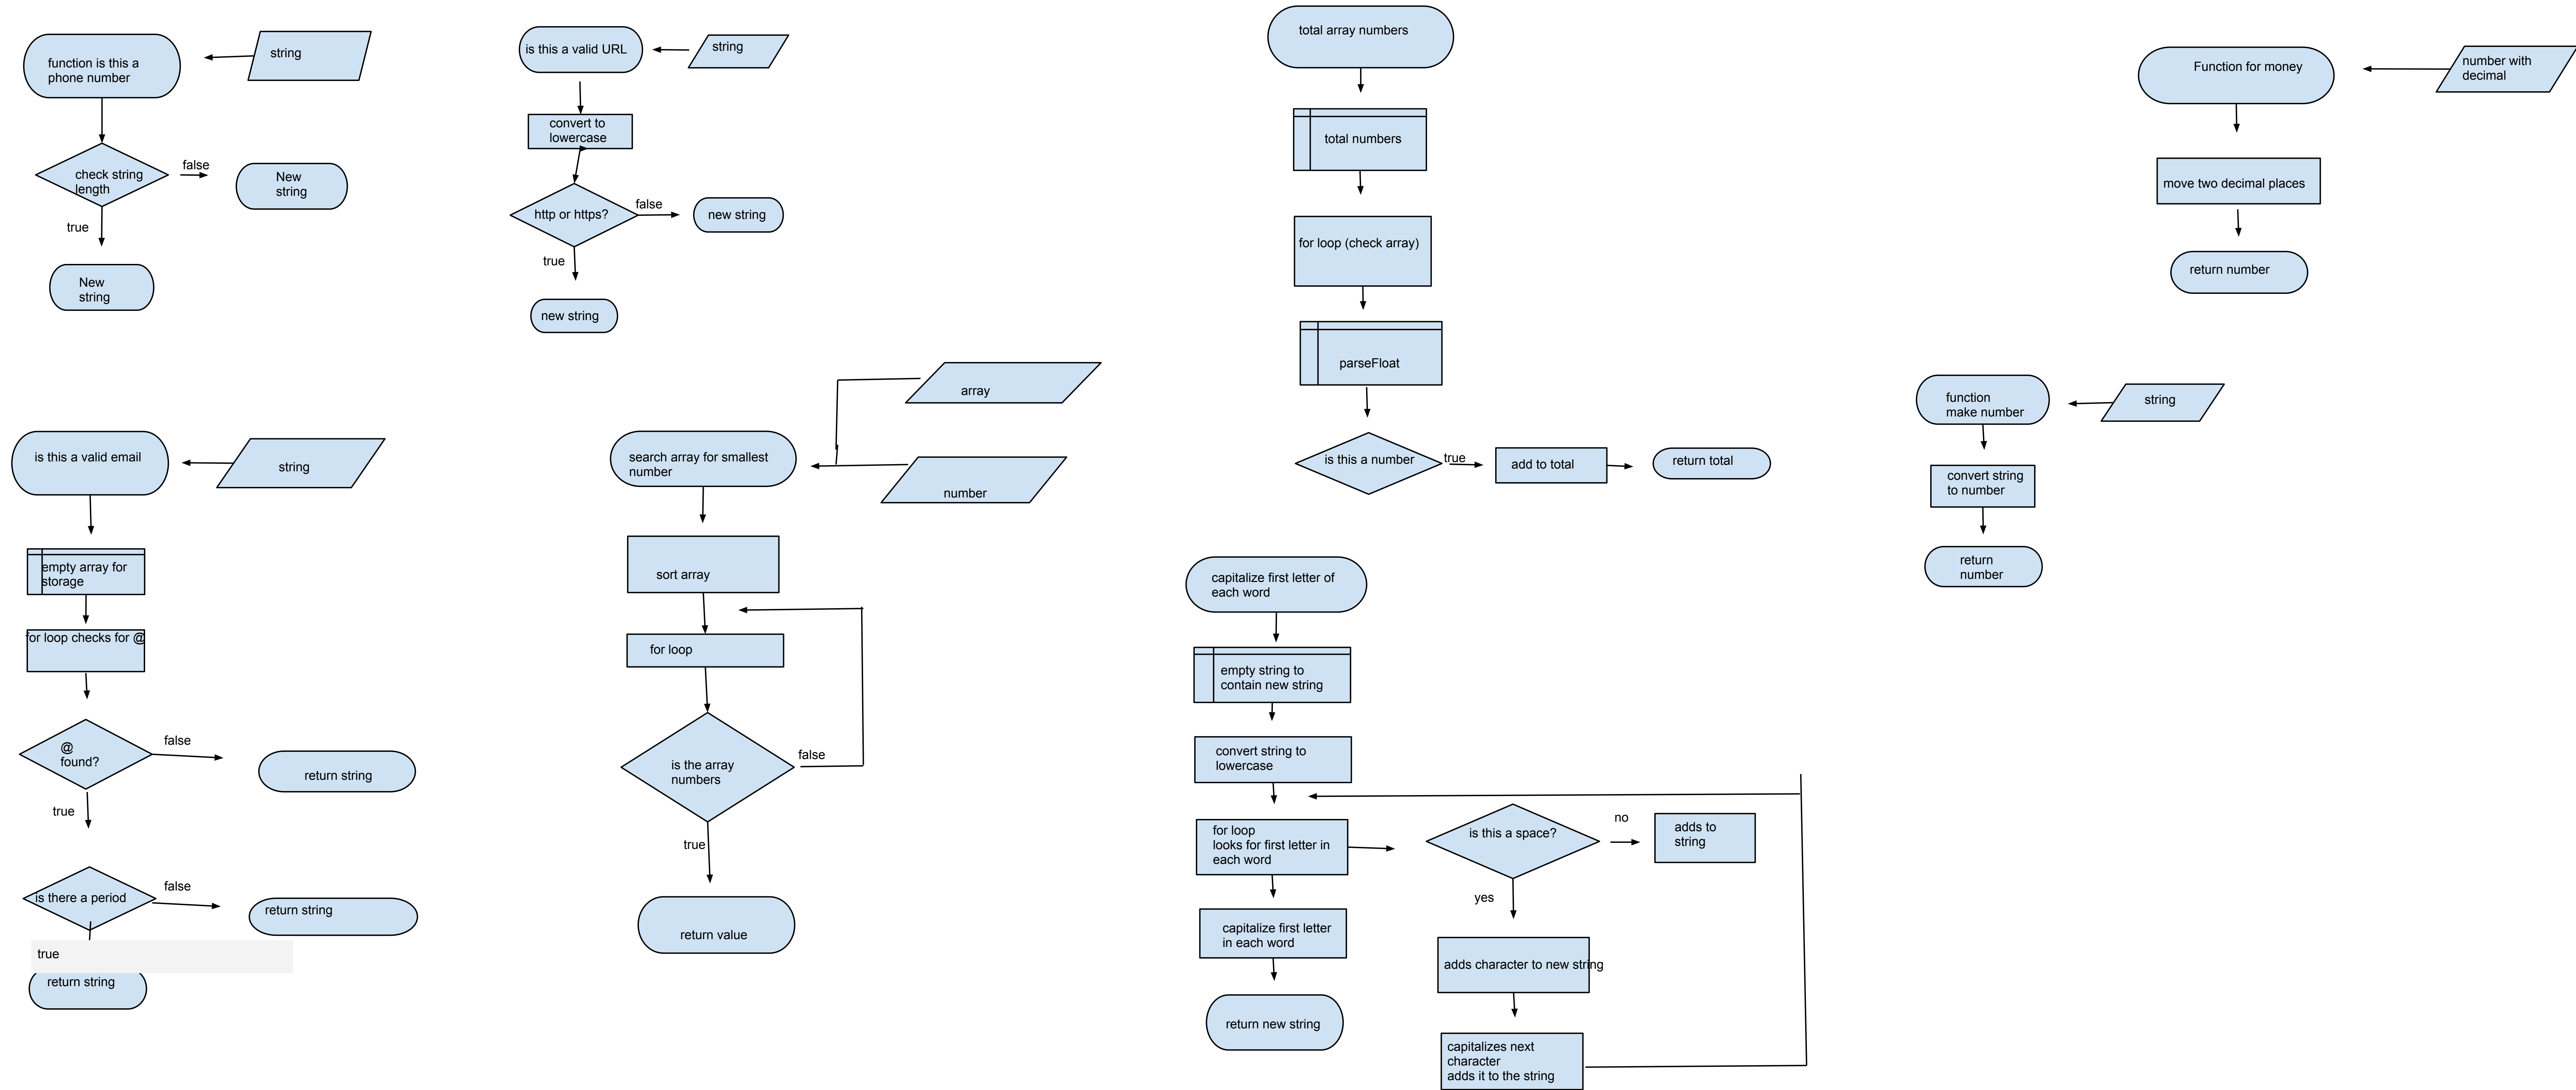 function is this a
phone number
string
check string
length
false
New
string
true
New
string
is this a valid URL
string
convert to
lowercase
http or https?
false
new string
true
new string
total array numbers
total numbers
for loop (check array)
parseFloat
is this a number
true
add to total
return total
Function for money
number with
decimal
move two decimal places
return number
function
make number
string
convert string
to number
return
number
is this a valid email
string
empty array for
storage
for loop checks for @
@
found?
false
return string
true
is there a period
false
return string
true
return string
search array for smallest
number
array
number
sort array
for loop
is the array
numbers
false
true
return value
capitalize first letter of
each word
empty string to
contain new string
convert string to
lowercase
for loop
looks for first letter in
each word
is this a space?
no
adds to
string
yes
capitalize first letter
in each word
adds character to new string
return new string
capitalizes next
character
adds it to the string